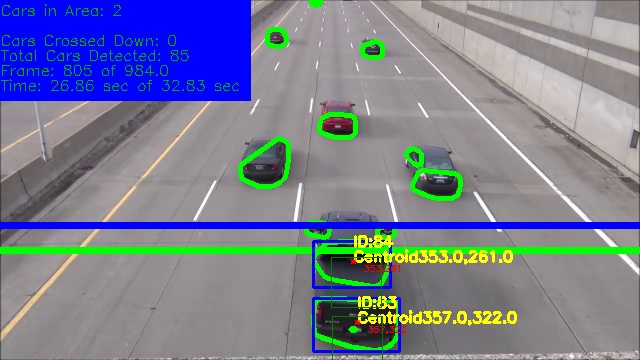 Cars in Area: 2
Cars Crossed Down: 0
Total Cars Detected: 85
Frame: 805 of 984.0
Time: 26.86 sec of 32.83 sec
ID:84
Centroid353.0,261.0
ID:83
Centroid357.0,322.0